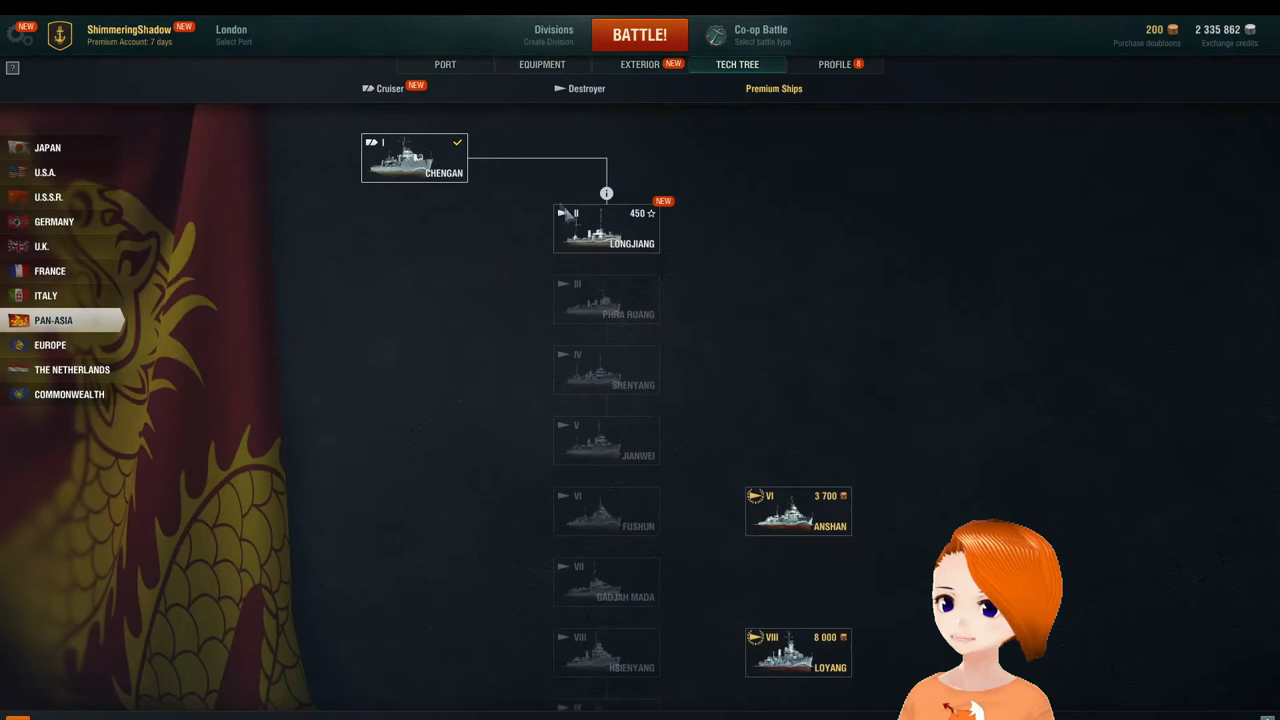 NEW
ShimmeringShadow NEW
Premium Account: 7 days
London
Select Port
Divisions
Create Division
BATTLE!
Co-op Battle
Select battle type
200
Purchase doubloons
2 335 862
Exchange credits
?
PORT
EQUIPMENT
EXTERIOR NEW
TECH TREE
PROFILE 8
Cruiser NEW
Destroyer
Premium Ships
JAPAN
U.S.A.
U.S.S.R.
GERMANY
U.K.
FRANCE
ITALY
PAN-ASIA
EUROPE
THE NETHERLANDS
COMMONWEALTH
I
CHENGAN
i
NEW
II 450
LONGJIANG
III
PHRA RUANG
IV
SHENYANG
V
JIANWEI
VI
FUSHUN
VI 3 700
ANSHAN
VII
GADJAH MADA
VIII
HSIENYANG
VIII 8 000
LOYANG
IX